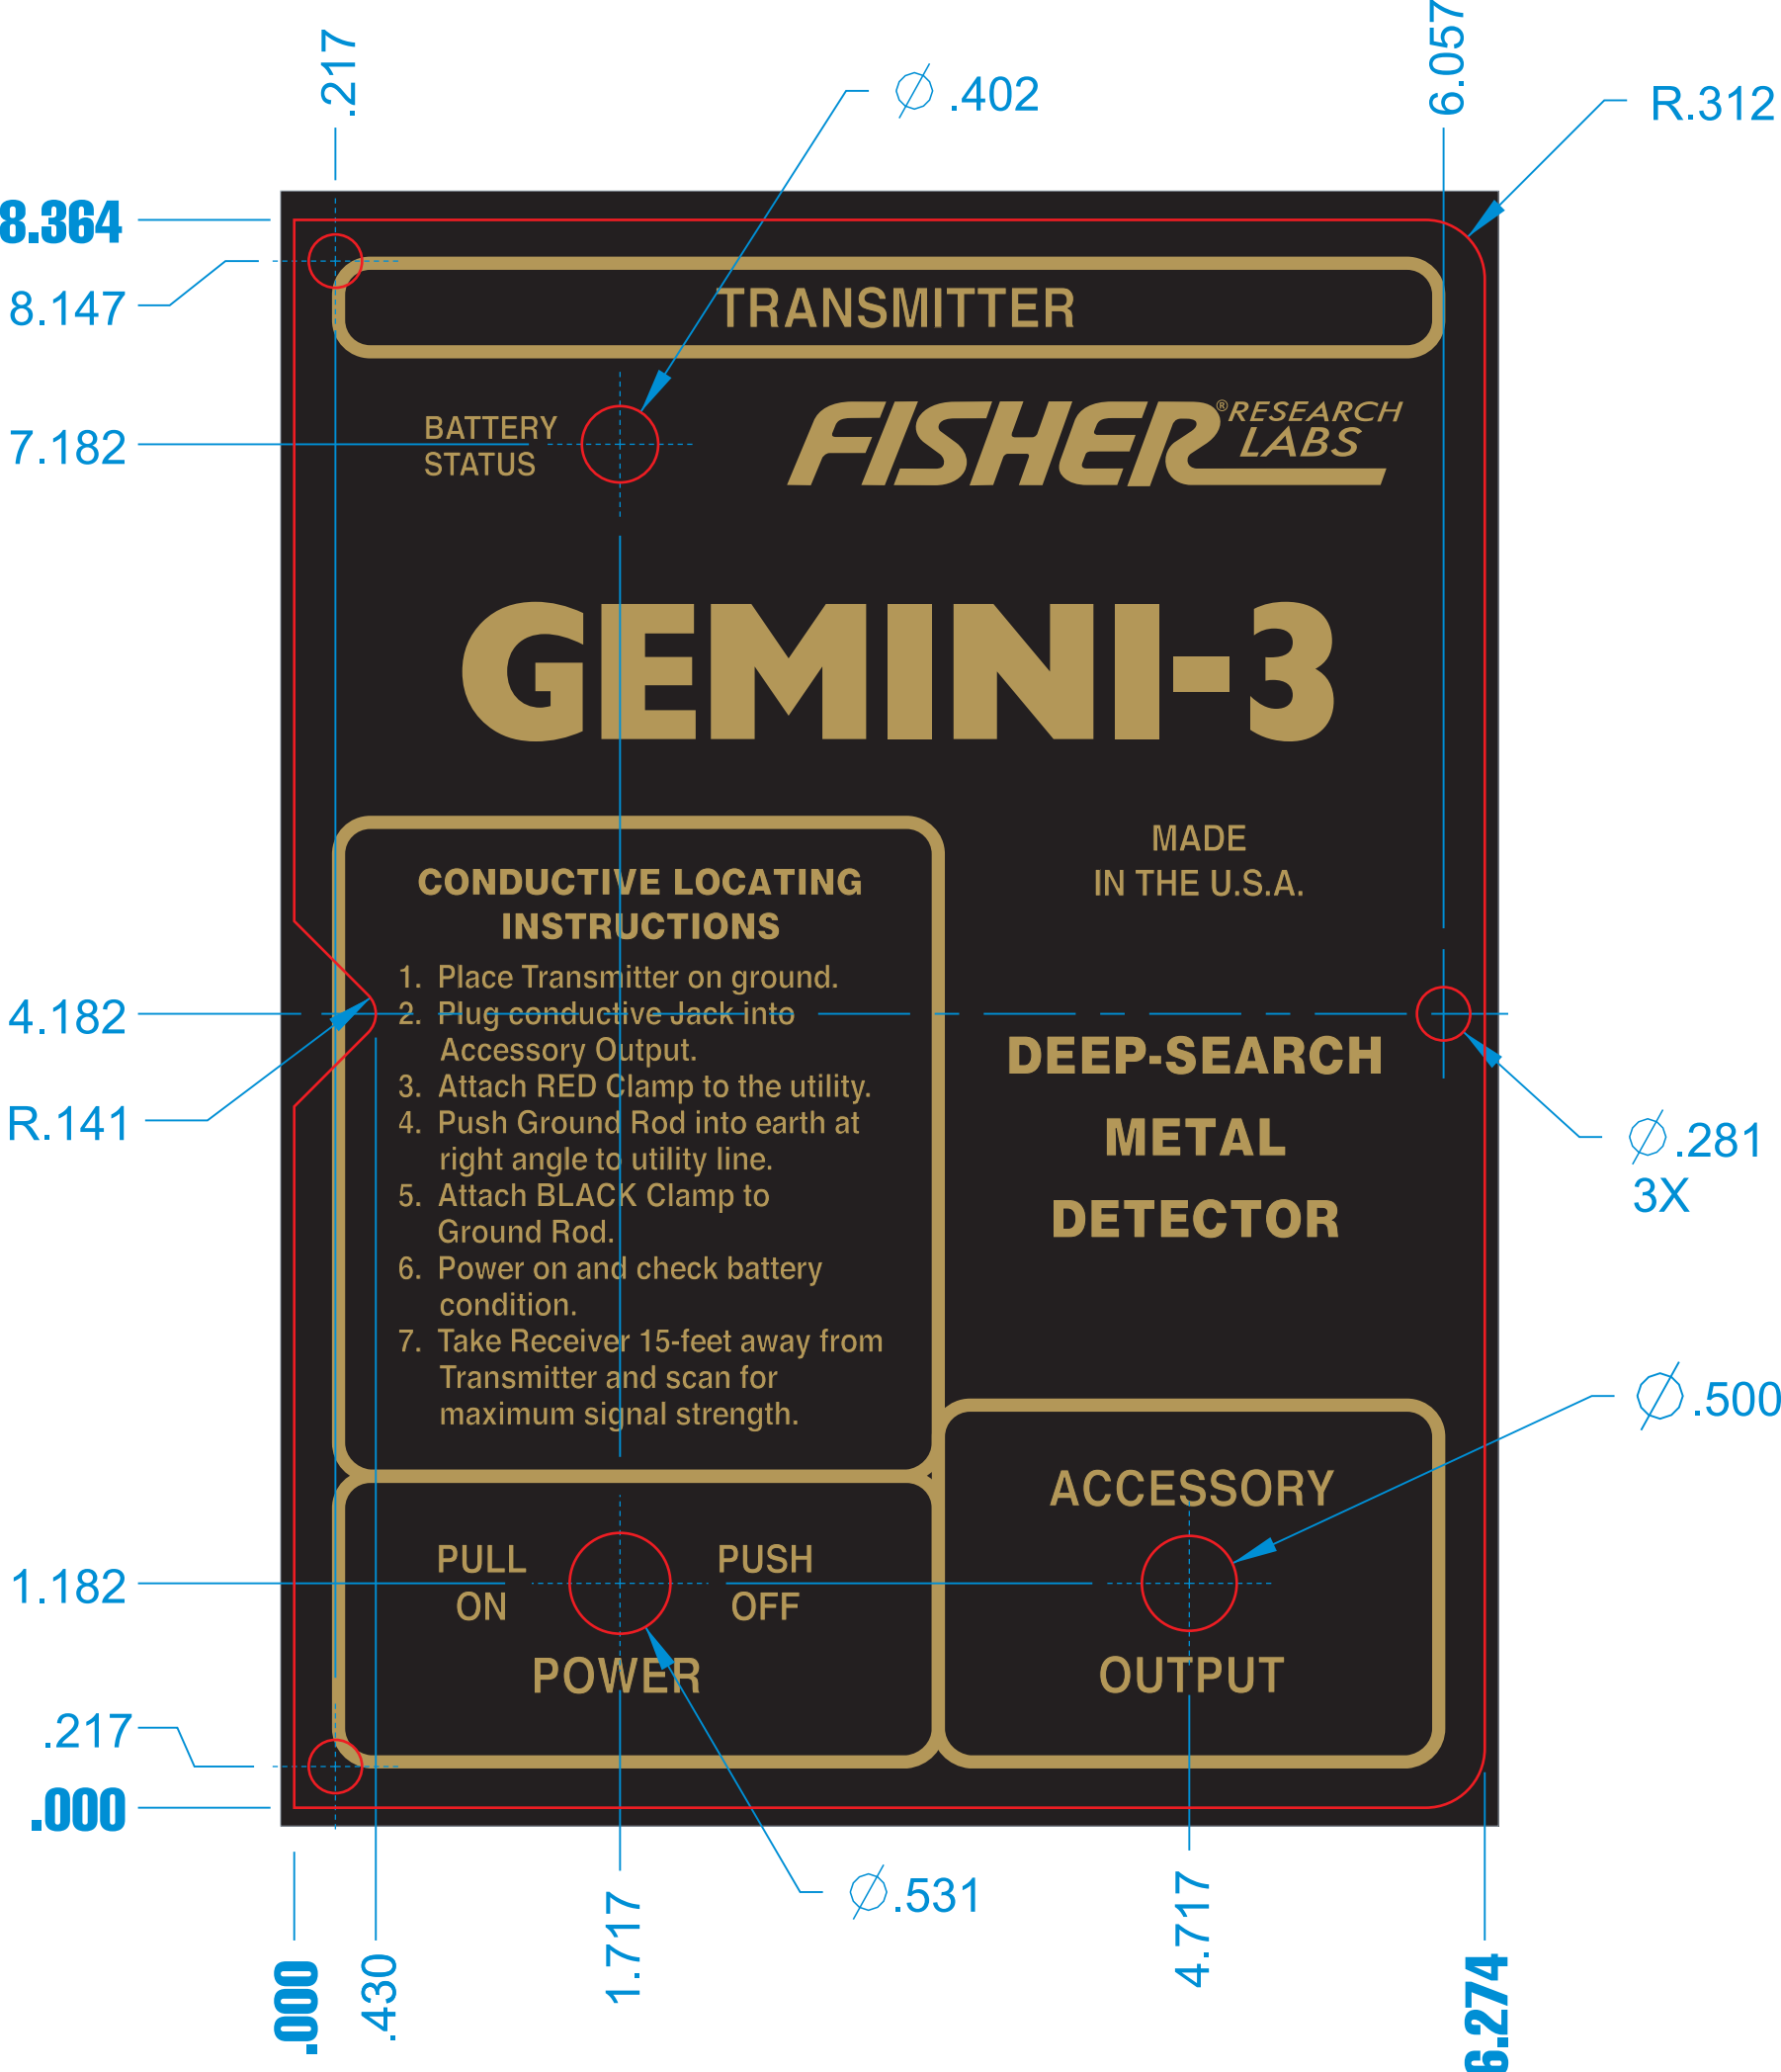 .217
6.057
⌀ .402
R.312
8.364
8.147
TRANSMITTER
7.182
BATTERY
STATUS
FISHER® RESEARCH
LABS
GEMINI-3
CONDUCTIVE LOCATING
INSTRUCTIONS
1. Place Transmitter on ground.
2. Plug conductive Jack into
Accessory Output.
3. Attach RED Clamp to the utility.
4. Push Ground Rod into earth at
right angle to utility line.
5. Attach BLACK Clamp to
Ground Rod.
6. Power on and check battery
condition.
7. Take Receiver 15-feet away from
Transmitter and scan for
maximum signal strength.
MADE
IN THE U.S.A.
4.182
R.141
DEEP-SEARCH
METAL
DETECTOR
⌀.281
3X
⌀.500
1.182
PULL
ON
PUSH
OFF
POWER
ACCESSORY
OUTPUT
.217
.000
⌀.531
.000
.430
1.717
4.717
6.274